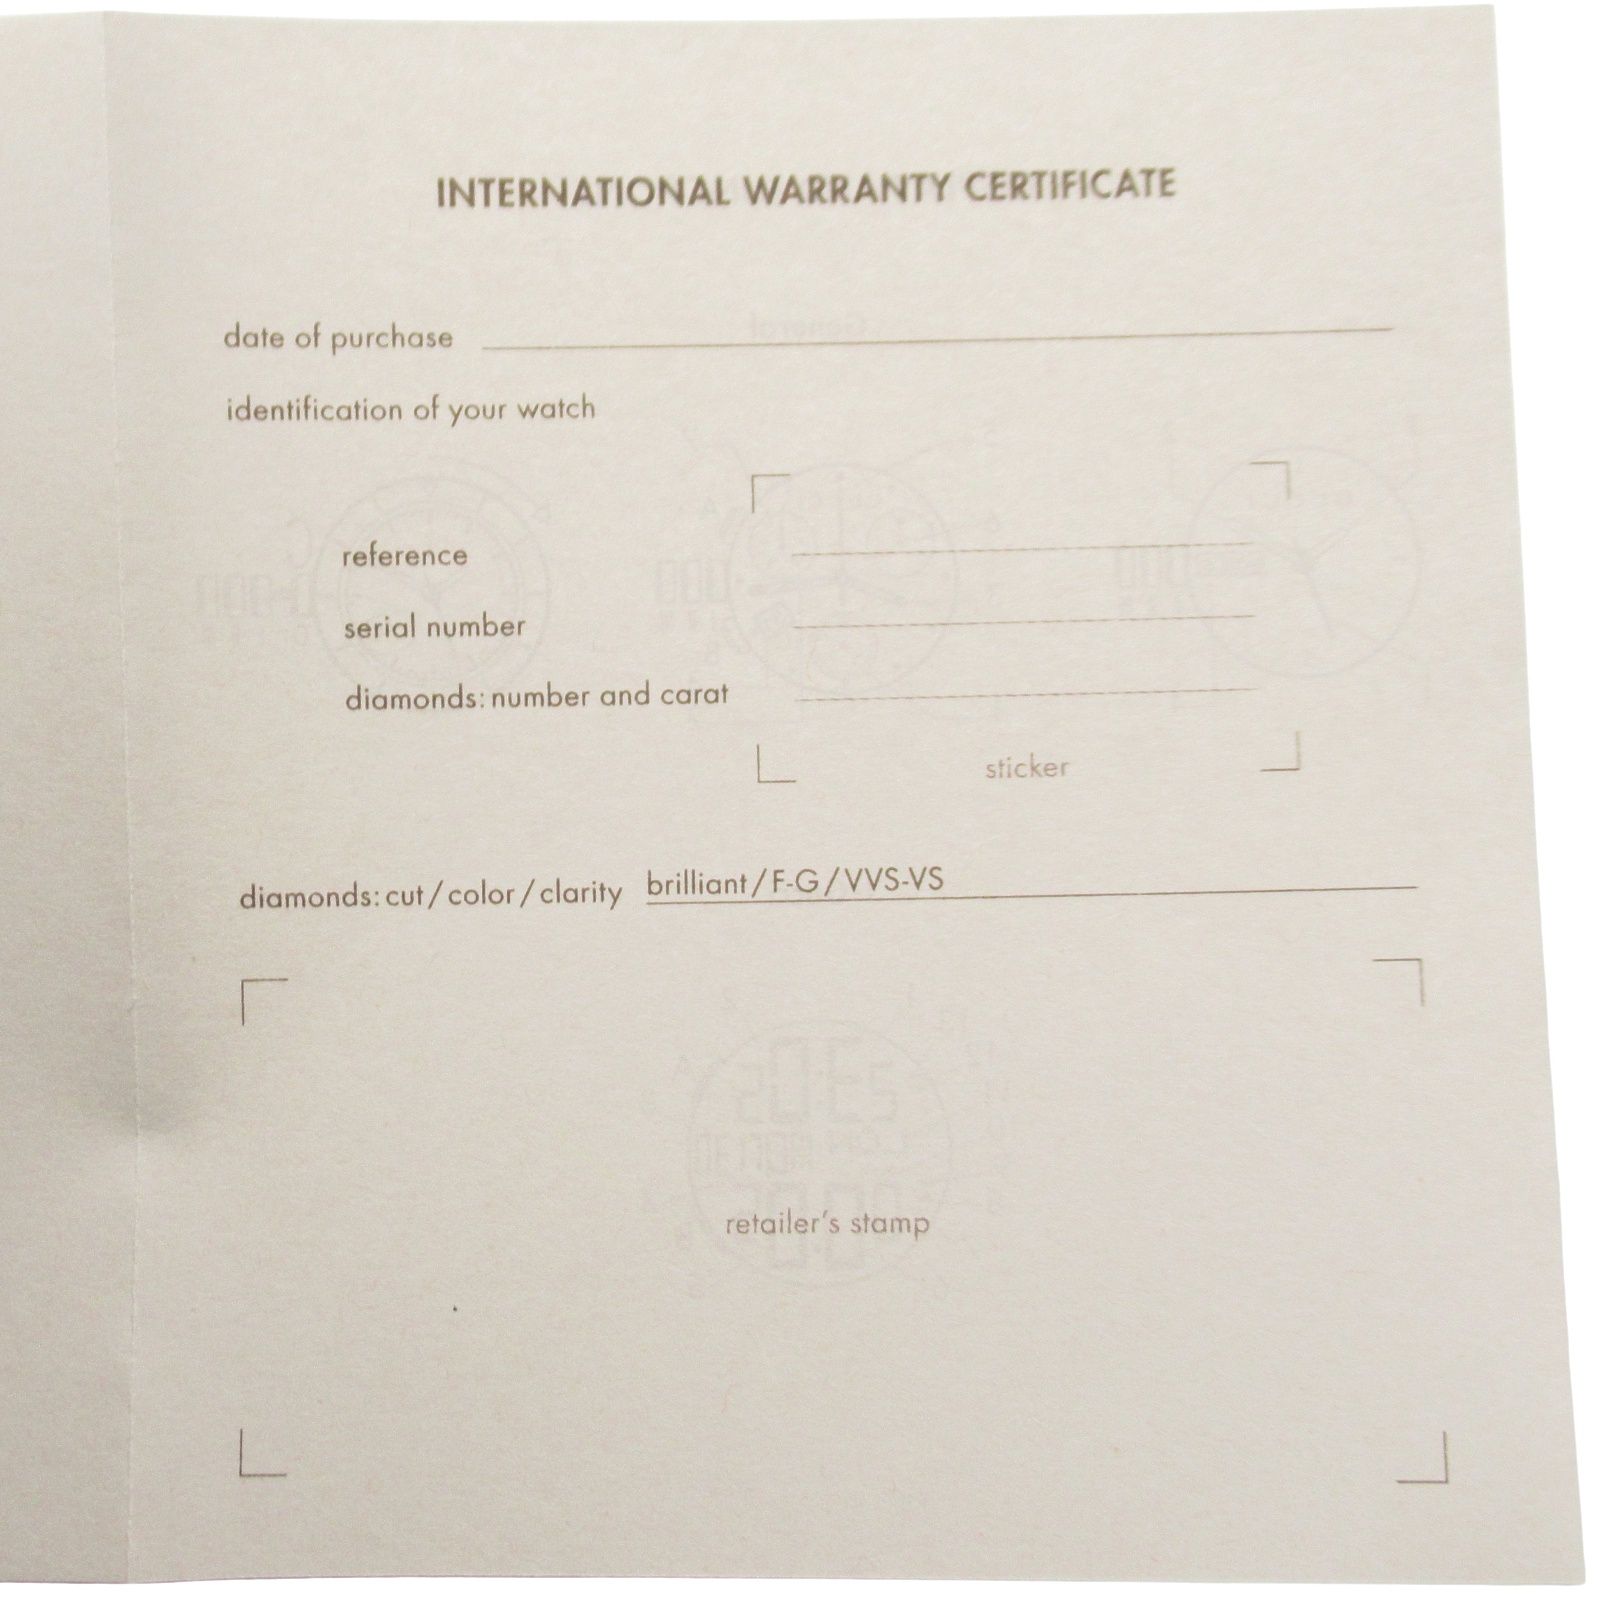 INTERNATIONAL WARRANTY CERTIFICATE
date of purchase
identification of your watch
reference
serial number
diamonds: number and carat
sticker
diamonds: cut / color / clarity brilliant / F-G / VVS-VS
retailer's stamp